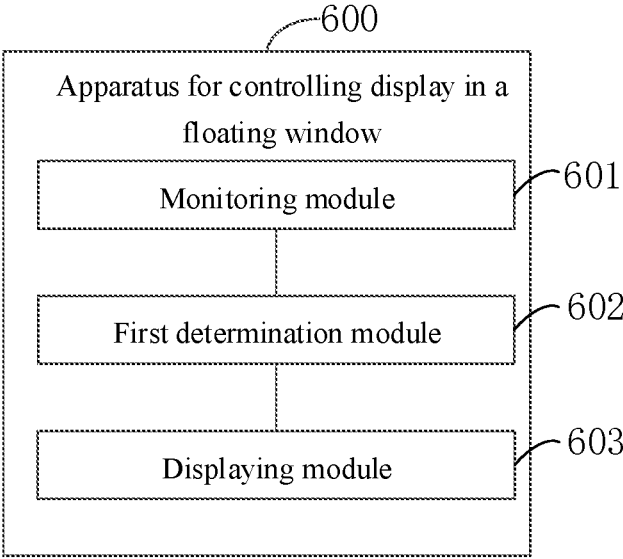 600
Apparatus for controlling display in a
floating window
Monitoring module
601
First determination module
602
Displaying module
603